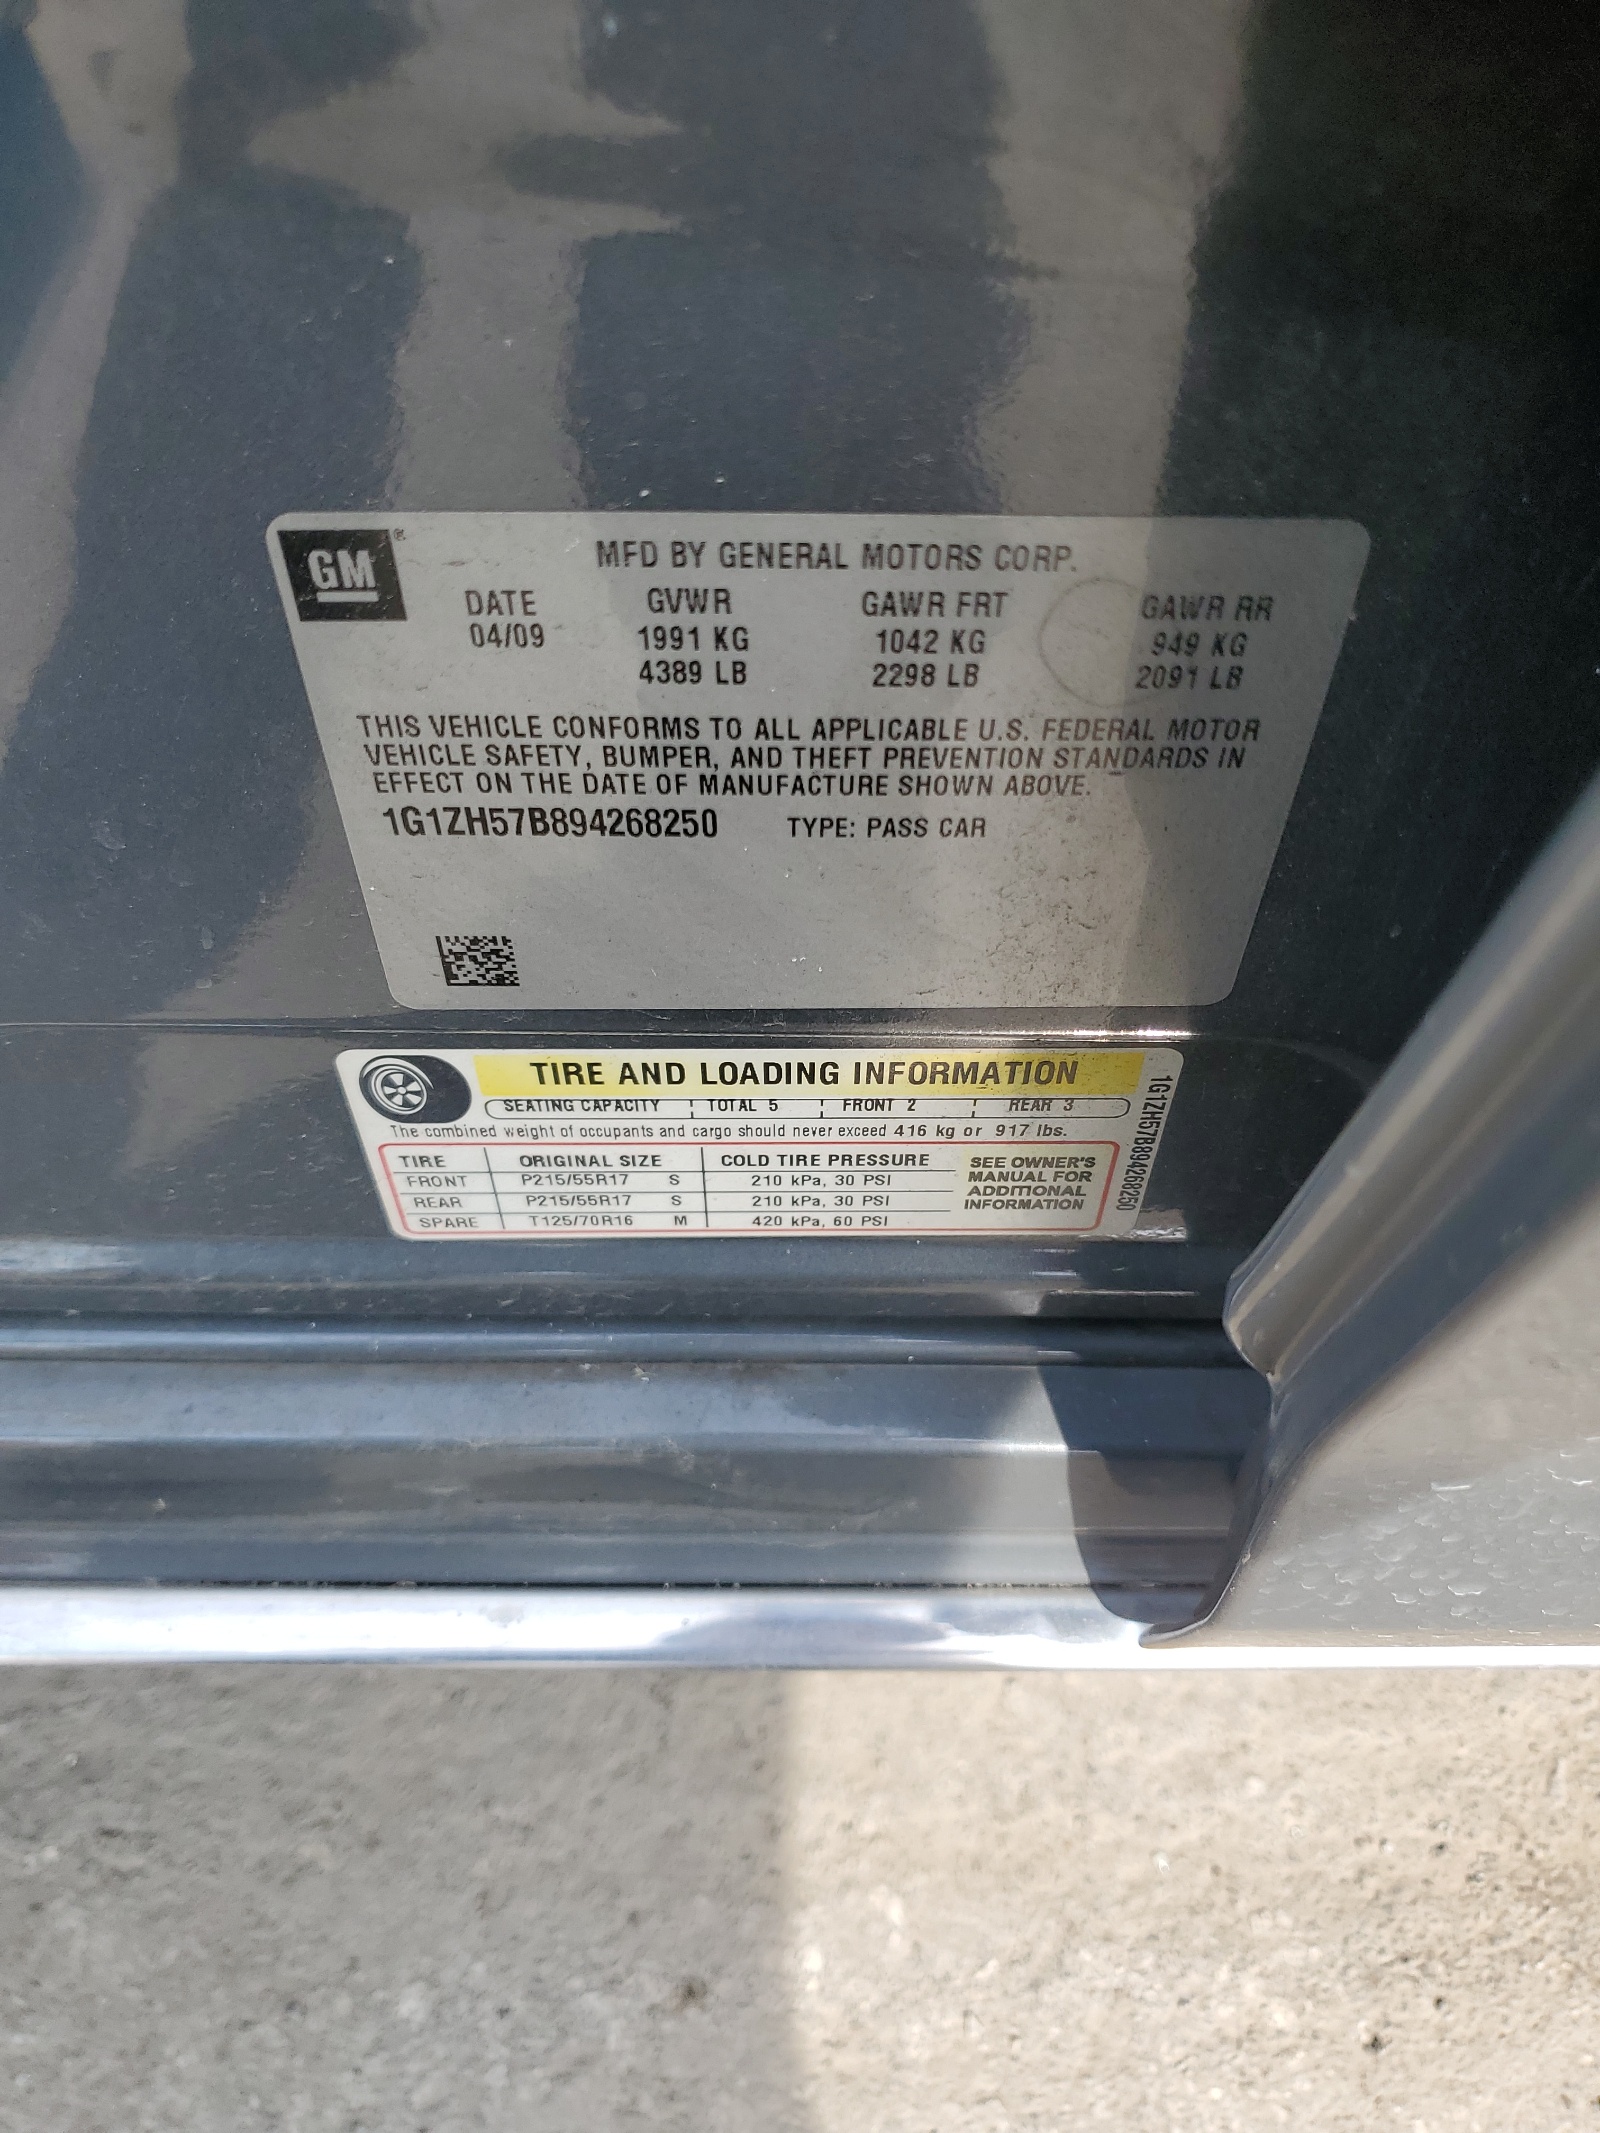 GM ®
MFD BY GENERAL MOTORS CORP.
DATE GVWR GAWR FRT GAWR RR
04/09 1991 KG 1042 KG 949 KG
4389 LB 2298 LB 2091 LB
THIS VEHICLE CONFORMS TO ALL APPLICABLE U.S. FEDERAL MOTOR
VEHICLE SAFETY, BUMPER, AND THEFT PREVENTION STANDARDS IN
EFFECT ON THE DATE OF MANUFACTURE SHOWN ABOVE.
1G1ZH57B894268250 TYPE: PASS CAR
TIRE AND LOADING INFORMATION
SEATING CAPACITY TOTAL 5 FRONT 2 REAR 3
The combined weight of occupants and cargo should never exceed 416 kg or 917 lbs.
TIRE ORIGINAL SIZE COLD TIRE PRESSURE
FRONT P215/55R17 S 210 kPa, 30 PSI
REAR P215/55R17 S 210 kPa, 30 PSI
SPARE T125/70R16 M 420 kPa, 60 PSI
SEE OWNER'S
MANUAL FOR
ADDITIONAL
INFORMATION
1G1ZH57B894268250